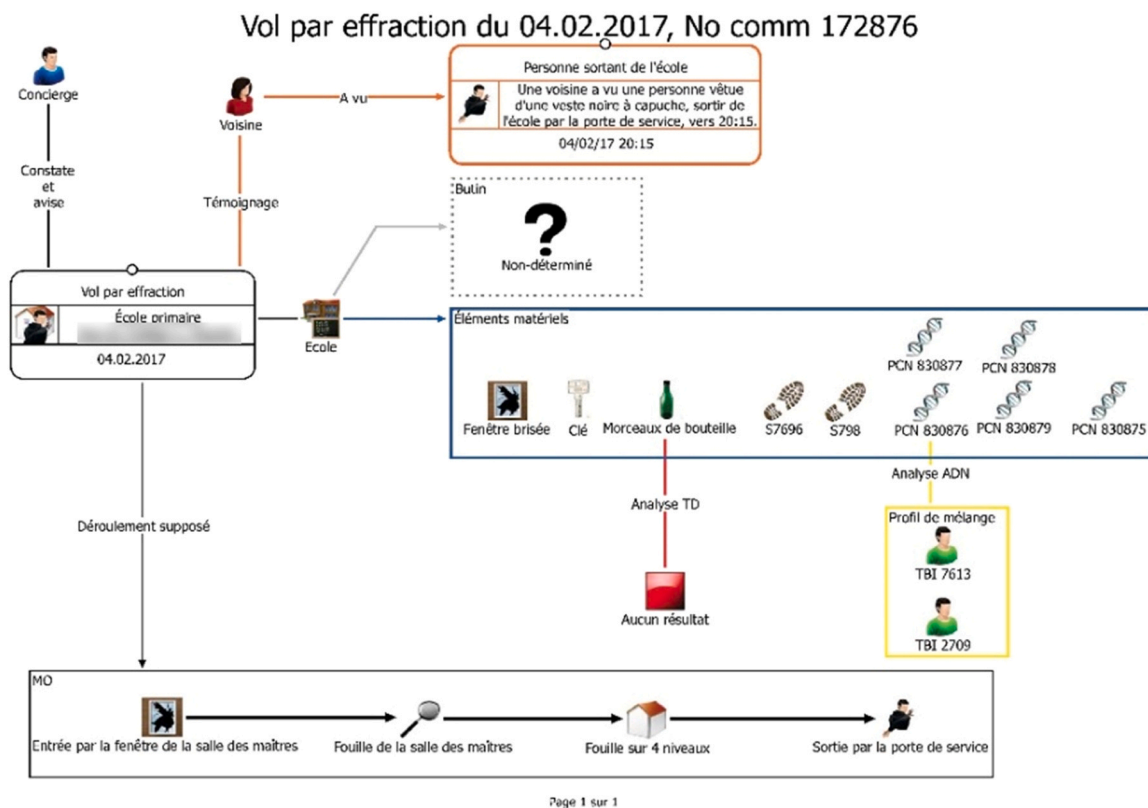 Vol par effraction du 04.02.2017, No comm 172876
Concierge
Constate
et
avise
Voisine
A vu
Témoignage
Personne sortant de l'école
Une voisine a vu une personne vêtue
d'une veste noire à capuche, sortir de
l'école par la porte de service, vers 20:15.
04/02/17 20:15
Butin
?
Non-déterminé
Vol par effraction
École primaire
04.02.2017
Ecole
Éléments matériels
Fenêtre brisée
Clé
Morceaux de bouteille
S7696
S798
PCN 830877
PCN 830878
PCN 830876
PCN 830879
PCN 830875
Analyse TD
Aucun résultat
Analyse ADN
Profil de mélange
TBI 7613
TBI 2709
Déroulement supposé
MO
Entrée par la fenêtre de la salle des maîtres
Fouille de la salle des maîtres
Fouille sur 4 niveaux
Sortie par la porte de service
Page 1 sur 1